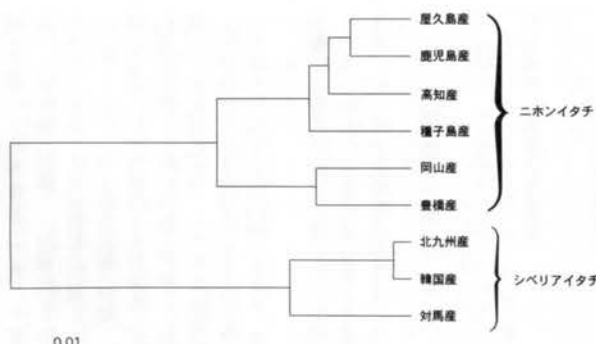 屋久島産
鹿児島産
高知産
種子島産
岡山産
豊橋産
ニホンイタチ
北九州産
韓国産
対馬産
シベリアイタチ
0.01